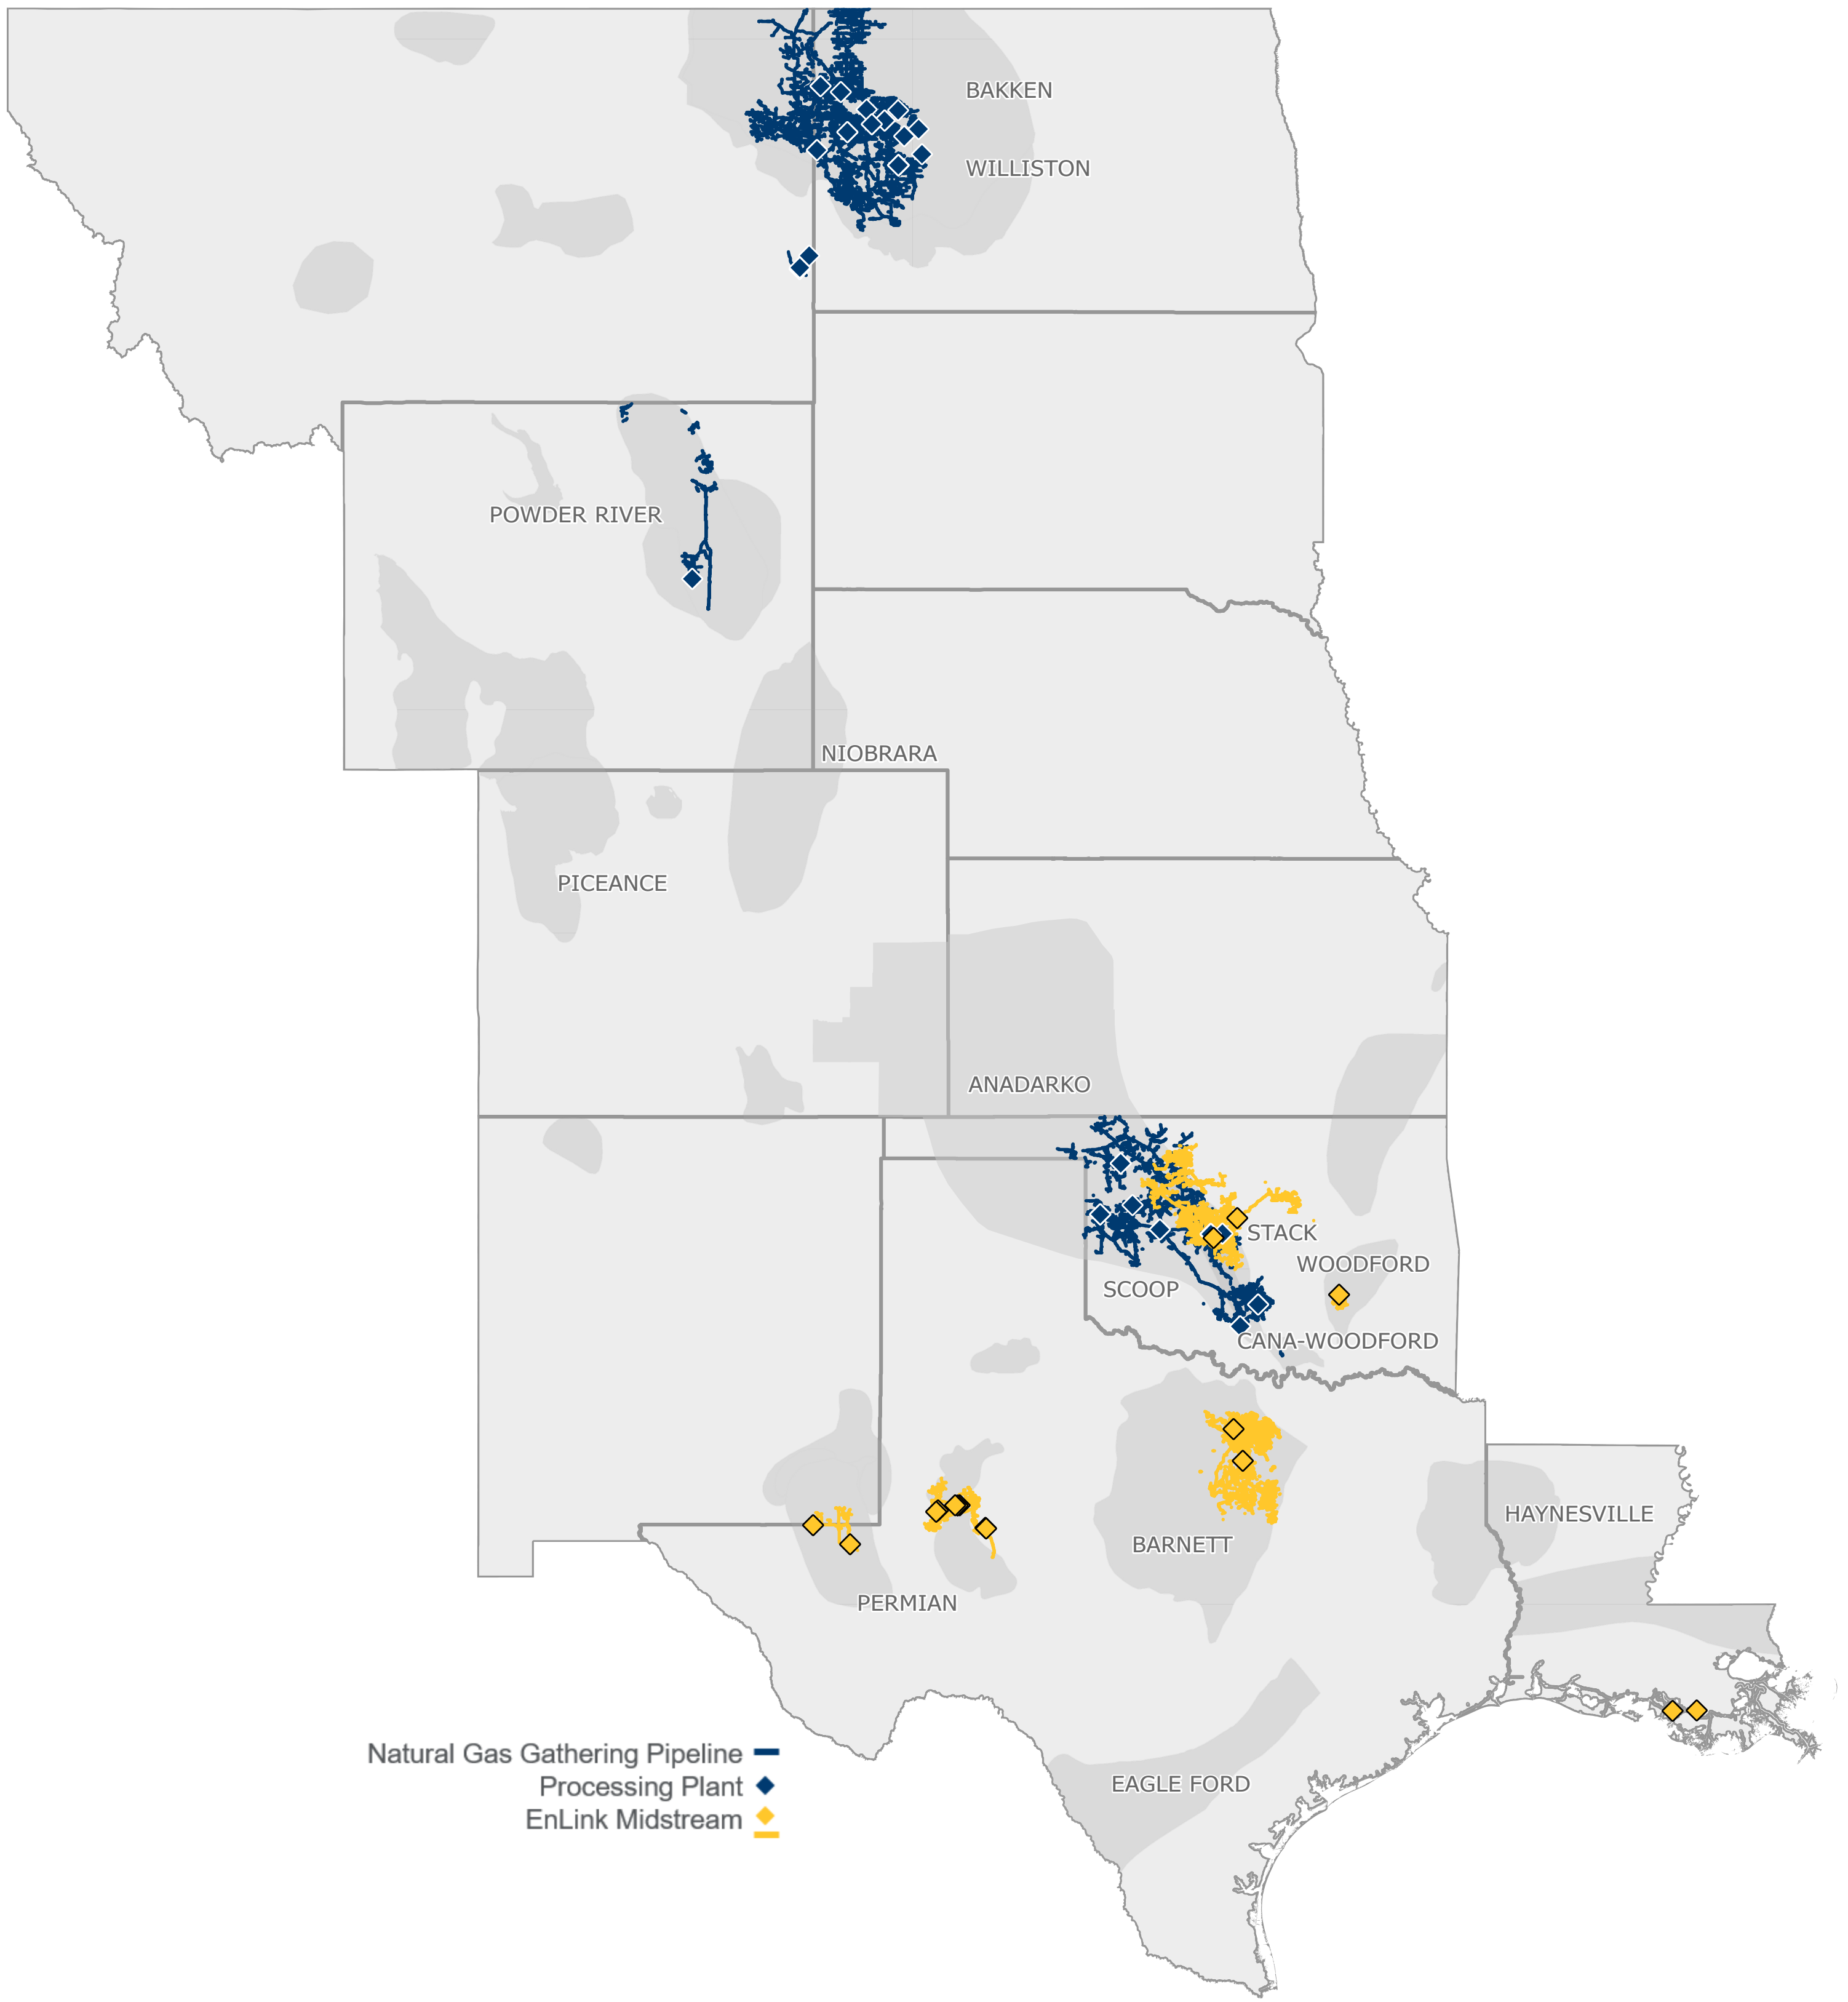 BAKKEN
WILLISTON
POWDER RIVER
NIOBRARA
PICEANCE
ANADARKO
STACK
WOODFORD
SCOOP
CANA-WOODFORD
HAYNESVILLE
BARNETT
PERMIAN
Natural Gas Gathering Pipeline
Processing Plant
EAGLE FORD
EnLink Midstream